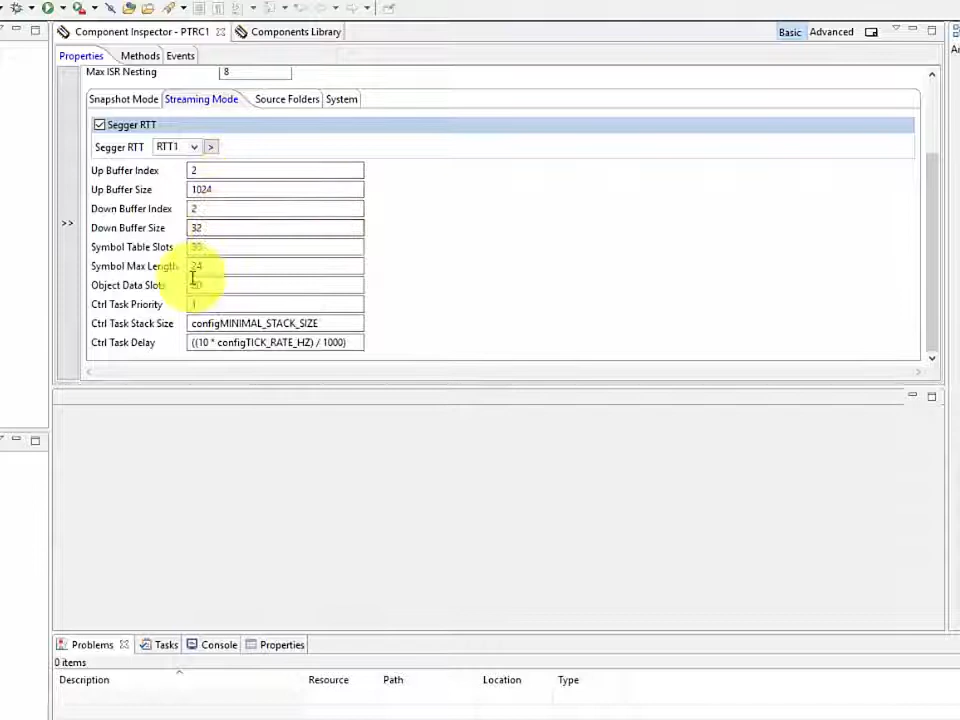 Component Inspector - PTRC1
Components Library
Basic
Advanced
Properties
Methods
Events
Max ISR Nesting
8
Snapshot Mode
Streaming Mode
Source Folders
System
Segger RTT
Segger RTT
RTT1
>
>>
Up Buffer Index
2
Up Buffer Size
1024
Down Buffer Index
2
Down Buffer Size
32
Symbol Table Slots
Symbol Max Length
24
Object Data Slots
Ctrl Task Priority
1
Ctrl Task Stack Size
configMINIMAL_STACK_SIZE
Ctrl Task Delay
((10 * configTICK_RATE_HZ) / 1000)
Problems
Tasks
Console
Properties
0 items
Description
Resource
Path
Location
Type